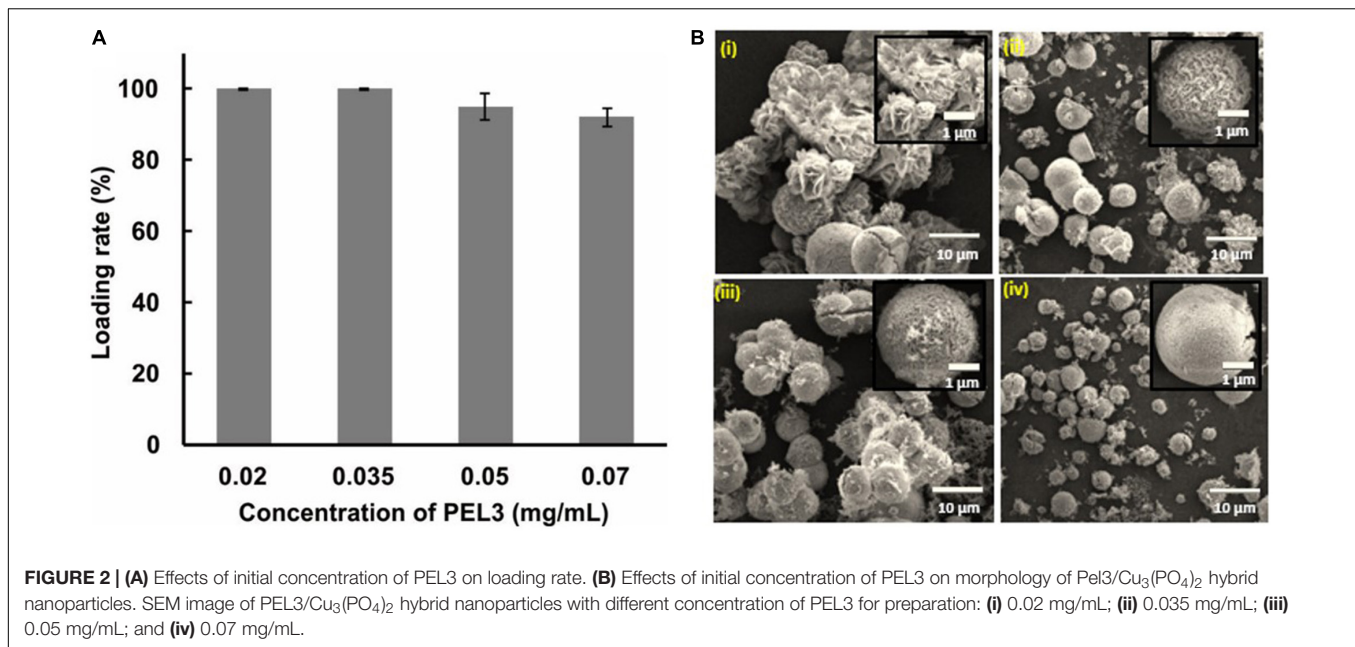 A
100
80
60
40
20
0
Loading rate (%)
0.02 0.035 0.05 0.07
Concentration of PEL3 (mg/mL)
B
(i)
1 µm
10 µm
(ii)
1 µm
10 µm
(iii)
1 µm
10 µm
(iv)
1 µm
10 µm
FIGURE 2 | (A) Effects of initial concentration of PEL3 on loading rate. (B) Effects of initial concentration of PEL3 on morphology of Pel3/Cu₃(PO₄)₂ hybrid
nanoparticles. SEM image of PEL3/Cu₃(PO₄)₂ hybrid nanoparticles with different concentration of PEL3 for preparation: (i) 0.02 mg/mL; (ii) 0.035 mg/mL; (iii)
0.05 mg/mL; and (iv) 0.07 mg/mL.